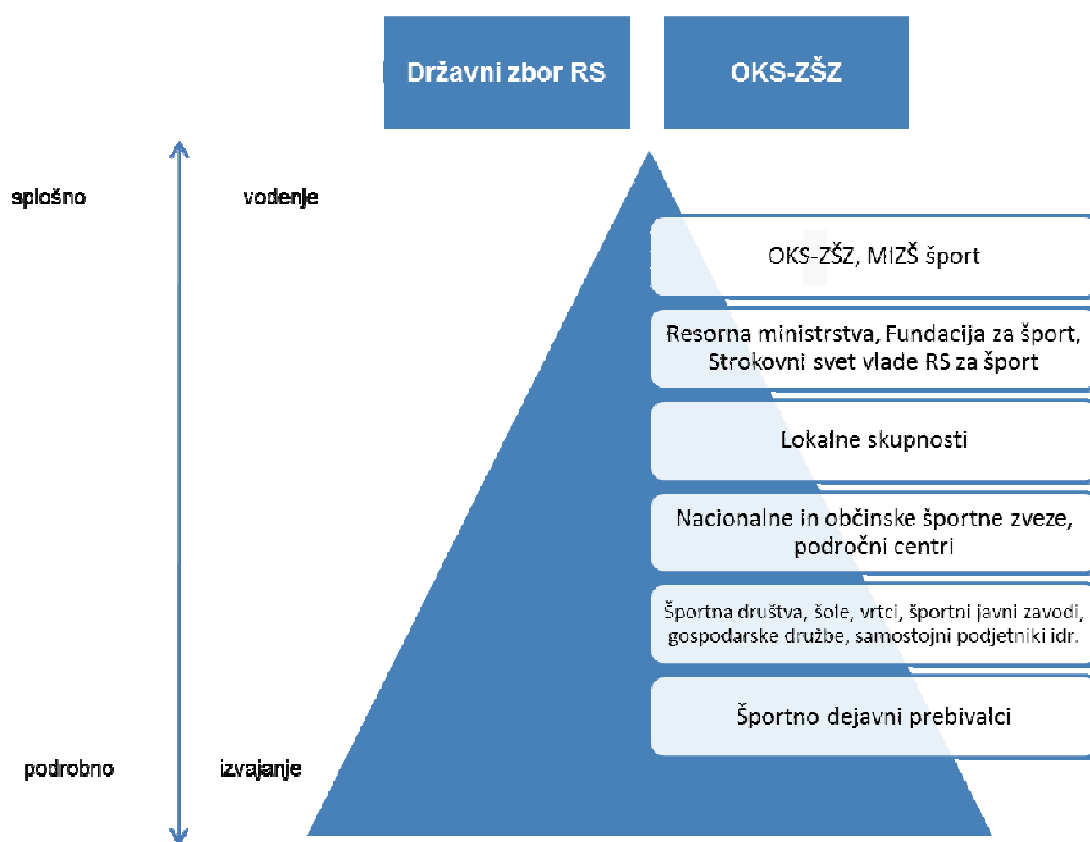 Državni zbor RS
OKS-ZŠZ
splošno
vodenje
OKS-ZŠZ, MIZŠ šport
Resorna ministrstva, Fundacija za šport,
Strokovni svet vlade RS za šport
Lokalne skupnosti
Nacionalne in občinske športne zveze,
področni centri
Športna društva, šole, vrtci, športni javni zavodi,
gospodarske družbe, samostojni podjetniki idr.
Športno dejavni prebivalci
podrobno
izvajanje